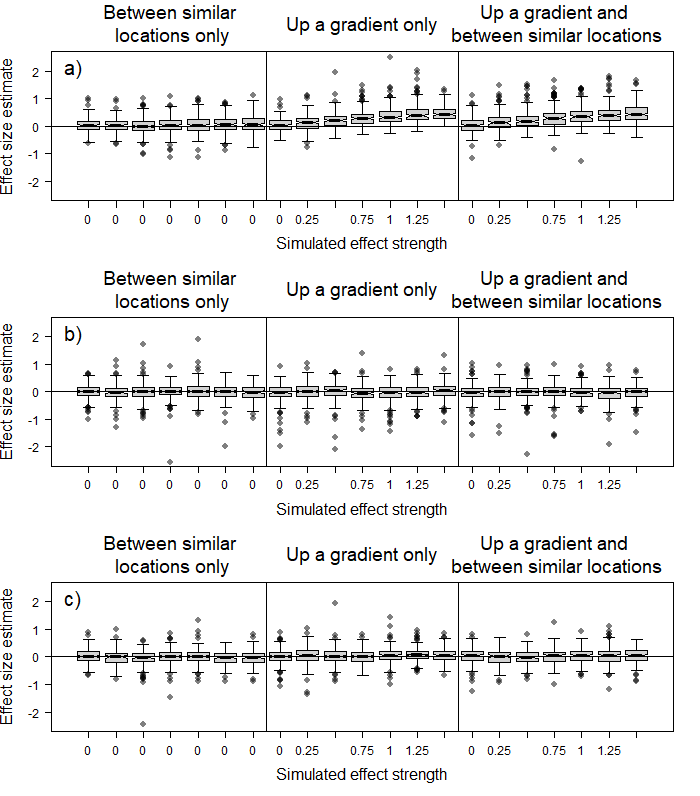 Between similar
locations only
Up a gradient only
Up a gradient and
between similar locations
a)
Effect size estimate
2
1
0
-1
-2
0 0 0 0 0 0 0 0 0.25 0.75 1 1.25 0 0.25 0.75 1 1.25
Simulated effect strength
Between similar
locations only
Up a gradient only
Up a gradient and
between similar locations
b)
Effect size estimate
2
1
0
-1
-2
0 0 0 0 0 0 0 0 0.25 0.75 1 1.25 0 0.25 0.75 1 1.25
Simulated effect strength
Between similar
locations only
Up a gradient only
Up a gradient and
between similar locations
c)
Effect size estimate
2
1
0
-1
-2
0 0 0 0 0 0 0 0 0.25 0.75 1 1.25 0 0.25 0.75 1 1.25
Simulated effect strength